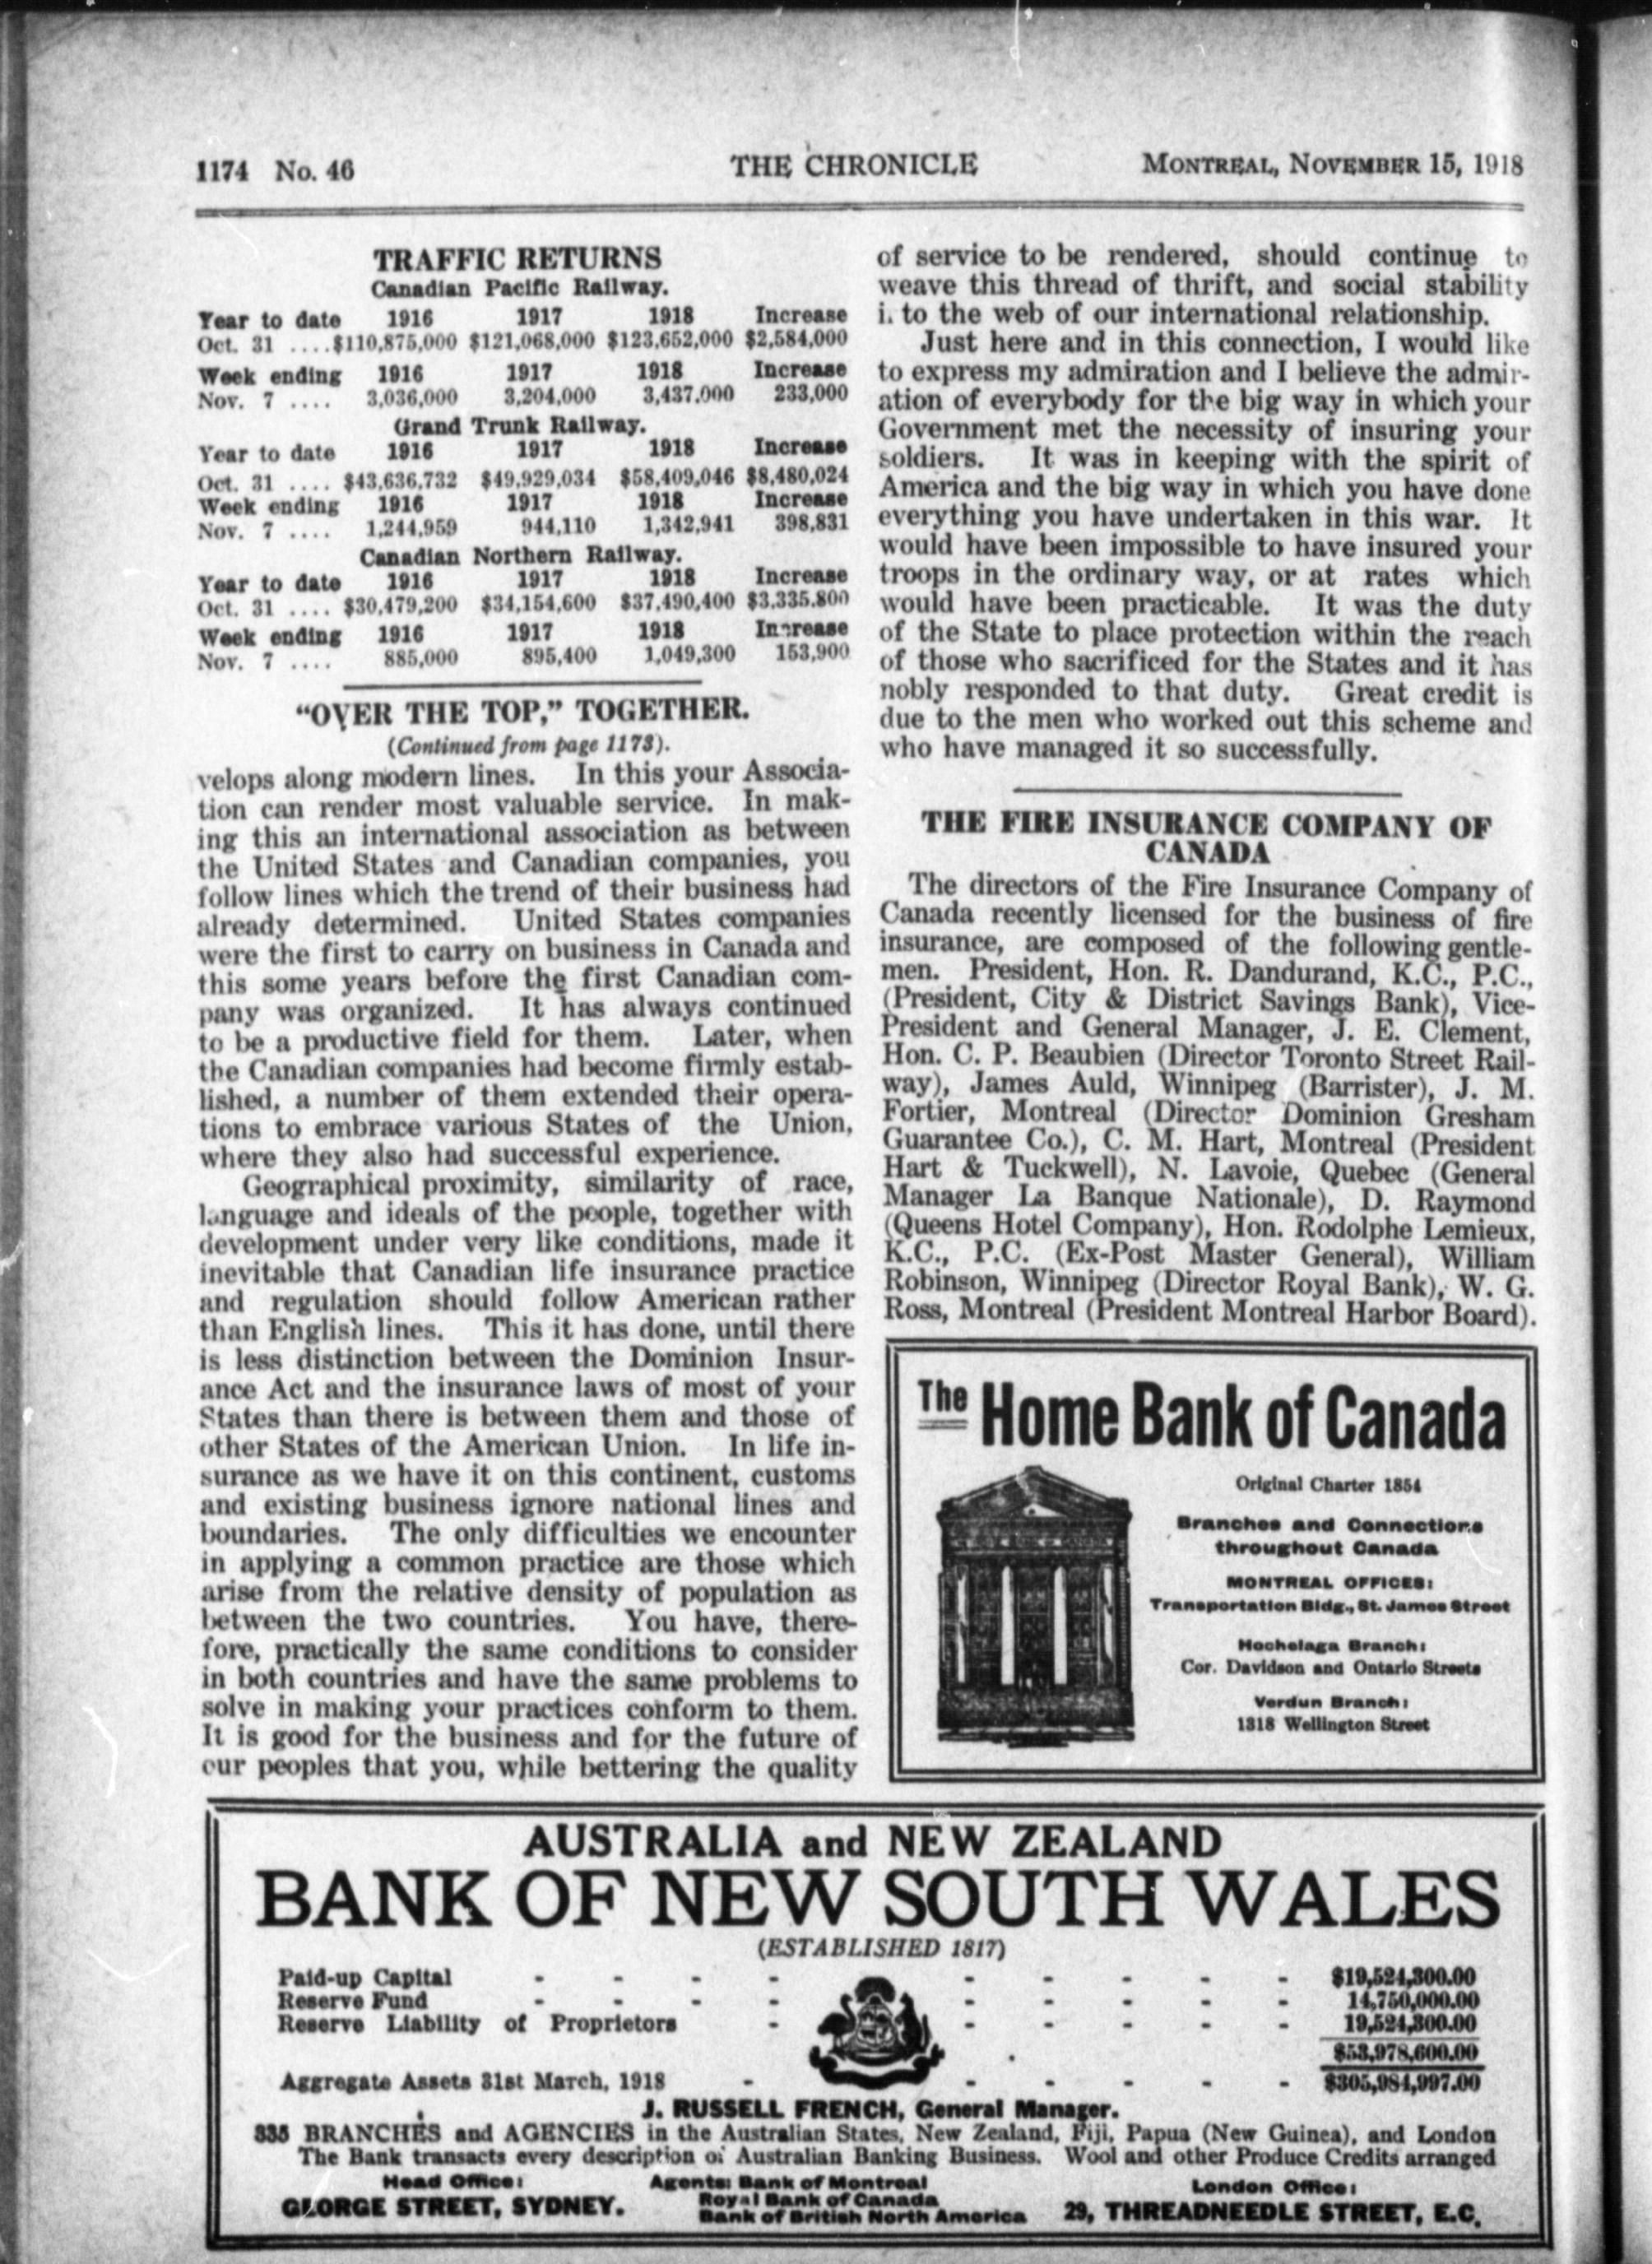 1174 No. 46 THE CHRONICLE MONTREAL, NOVEMBER 15, 1918
TRAFFIC RETURNS
Canadian Pacific Railway.
Year to date 1916 1917 1918 Increase
Oct. 31 ....$110,875,000 $121,068,000 $123,652,000 $2,584,000
Week ending 1916 1917 1918 Increase
Nov. 7 .... 3,036,000 3,204,000 3,437.000 233,000
Grand Trunk Railway.
Year to date 1916 1917 1918 Increase
Oct. 31 .... $43,636,732 $49,929,034 $58,409,046 $8,480,024
Week ending 1916 1917 1918 Increase
Nov. 7 .... 1,244,959 944,110 1,342,941 398,831
Canadian Northern Railway.
Year to date 1916 1917 1918 Increase
Oct. 31 .... $30,479,200 $34,154,600 $37,490,400 $3,335,800
Week ending 1916 1917 1918 Increase
Nov. 7 .... 885,000 895,400 1,049,300 153,900
“OVER THE TOP,” TOGETHER.
(Continued from page 1173).
velops along modern lines. In this your Associa-
tion can render most valuable service. In mak-
ing this an international association as between
the United States and Canadian companies, you
follow lines which the trend of their business had
already determined. United States companies
were the first to carry on business in Canada and
this some years before the first Canadian com-
pany was organized. It has always continued
to be a productive field for them. Later, when
the Canadian companies had become firmly estab-
lished, a number of them extended their opera-
tions to embrace various States of the Union,
where they also had successful experience.
Geographical proximity, similarity of race,
language and ideals of the people, together with
development under very like conditions, made it
inevitable that Canadian life insurance practice
and regulation should follow American rather
than English lines. This it has done, until there
is less distinction between the Dominion Insur-
ance Act and the insurance laws of most of your
States than there is between them and those of
other States of the American Union. In life in-
surance as we have it on this continent, customs
and existing business ignore national lines and
boundaries. The only difficulties we encounter
in applying a common practice are those which
arise from the relative density of population as
between the two countries. You have, there-
fore, practically the same conditions to consider
in both countries and have the same problems to
solve in making your practices conform to them.
It is good for the business and for the future of
our peoples that you, while bettering the quality
of service to be rendered, should continue to
weave this thread of thrift, and social stability
i. to the web of our international relationship.
Just here and in this connection, I would like
to express my admiration and I believe the admir-
ation of everybody for the big way in which your
Government met the necessity of insuring your
soldiers. It was in keeping with the spirit of
America and the big way in which you have done
everything you have undertaken in this war. It
would have been impossible to have insured your
troops in the ordinary way, or at rates which
would have been practicable. It was the duty
of the State to place protection within the reach
of those who sacrificed for the States and it has
nobly responded to that duty. Great credit is
due to the men who worked out this scheme and
who have managed it so successfully.
THE FIRE INSURANCE COMPANY OF
CANADA
The directors of the Fire Insurance Company of
Canada recently licensed for the business of fire
insurance, are composed of the following gentle-
men. President, Hon. R. Dandurand, K.C., P.C.,
(President, City & District Savings Bank), Vice-
President and General Manager, J. E. Clement,
Hon. C. P. Beaubien (Director Toronto Street Rail-
way), James Auld, Winnipeg (Barrister), J. M.
Fortier, Montreal (Director Dominion Gresham
Guarantee Co.), C. M. Hart, Montreal (President
Hart & Tuckwell), N. Lavoie, Quebec (General
Manager La Banque Nationale), D. Raymond
(Queens Hotel Company), Hon. Rodolphe Lemieux,
K.C., P.C. (Ex-Post Master General), William
Robinson, Winnipeg (Director Royal Bank), W. G.
Ross, Montreal (President Montreal Harbor Board).
The Home Bank of Canada
Original Charter 1854
Branches and Connections
throughout Canada
MONTREAL OFFICES:
Transportation Bldg., St. James Street
Hochelaga Branch:
Cor. Davidson and Ontario Streets
Verdun Branch:
1318 Wellington Street
AUSTRALIA and NEW ZEALAND
BANK OF NEW SOUTH WALES
(ESTABLISHED 1817)
Paid-up Capital - - - - - - - - - $19,524,300.00
Reserve Fund - - - - - - - - - 14,750,000.00
Reserve Liability of Proprietors - - - - - - 19,524,300.00
$53,978,600.00
Aggregate Assets 31st March, 1918 - - - - - - $305,984,997.00
J. RUSSELL FRENCH, General Manager.
335 BRANCHES and AGENCIES in the Australian States, New Zealand, Fiji, Papua (New Guinea), and London
The Bank transacts every description of Australian Banking Business. Wool and other Produce Credits arranged
Head Office: Agents: Bank of Montreal London Office:
GEORGE STREET, SYDNEY. Royal Bank of Canada 29, THREADNEEDLE STREET, E.C.
Bank of British North America